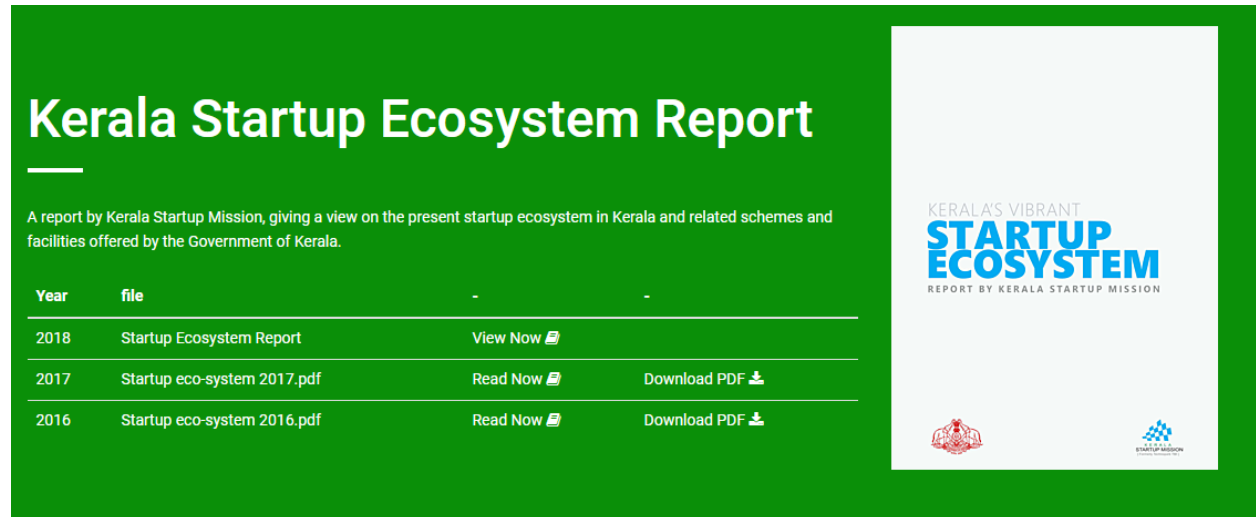 Kerala Startup Ecosystem Report
A report by Kerala Startup Mission, giving a view on the present startup ecosystem in Kerala and related schemes and
facilities offered by the Government of Kerala.
Year file - -
2018 Startup Ecosystem Report View Now
2017 Startup eco-system 2017.pdf Read Now Download PDF
2016 Startup eco-system 2016.pdf Read Now Download PDF
KERALA'S VIBRANT
STARTUP
ECOSYSTEM
REPORT BY KERALA STARTUP MISSION
KERALA
STARTUP MISSION